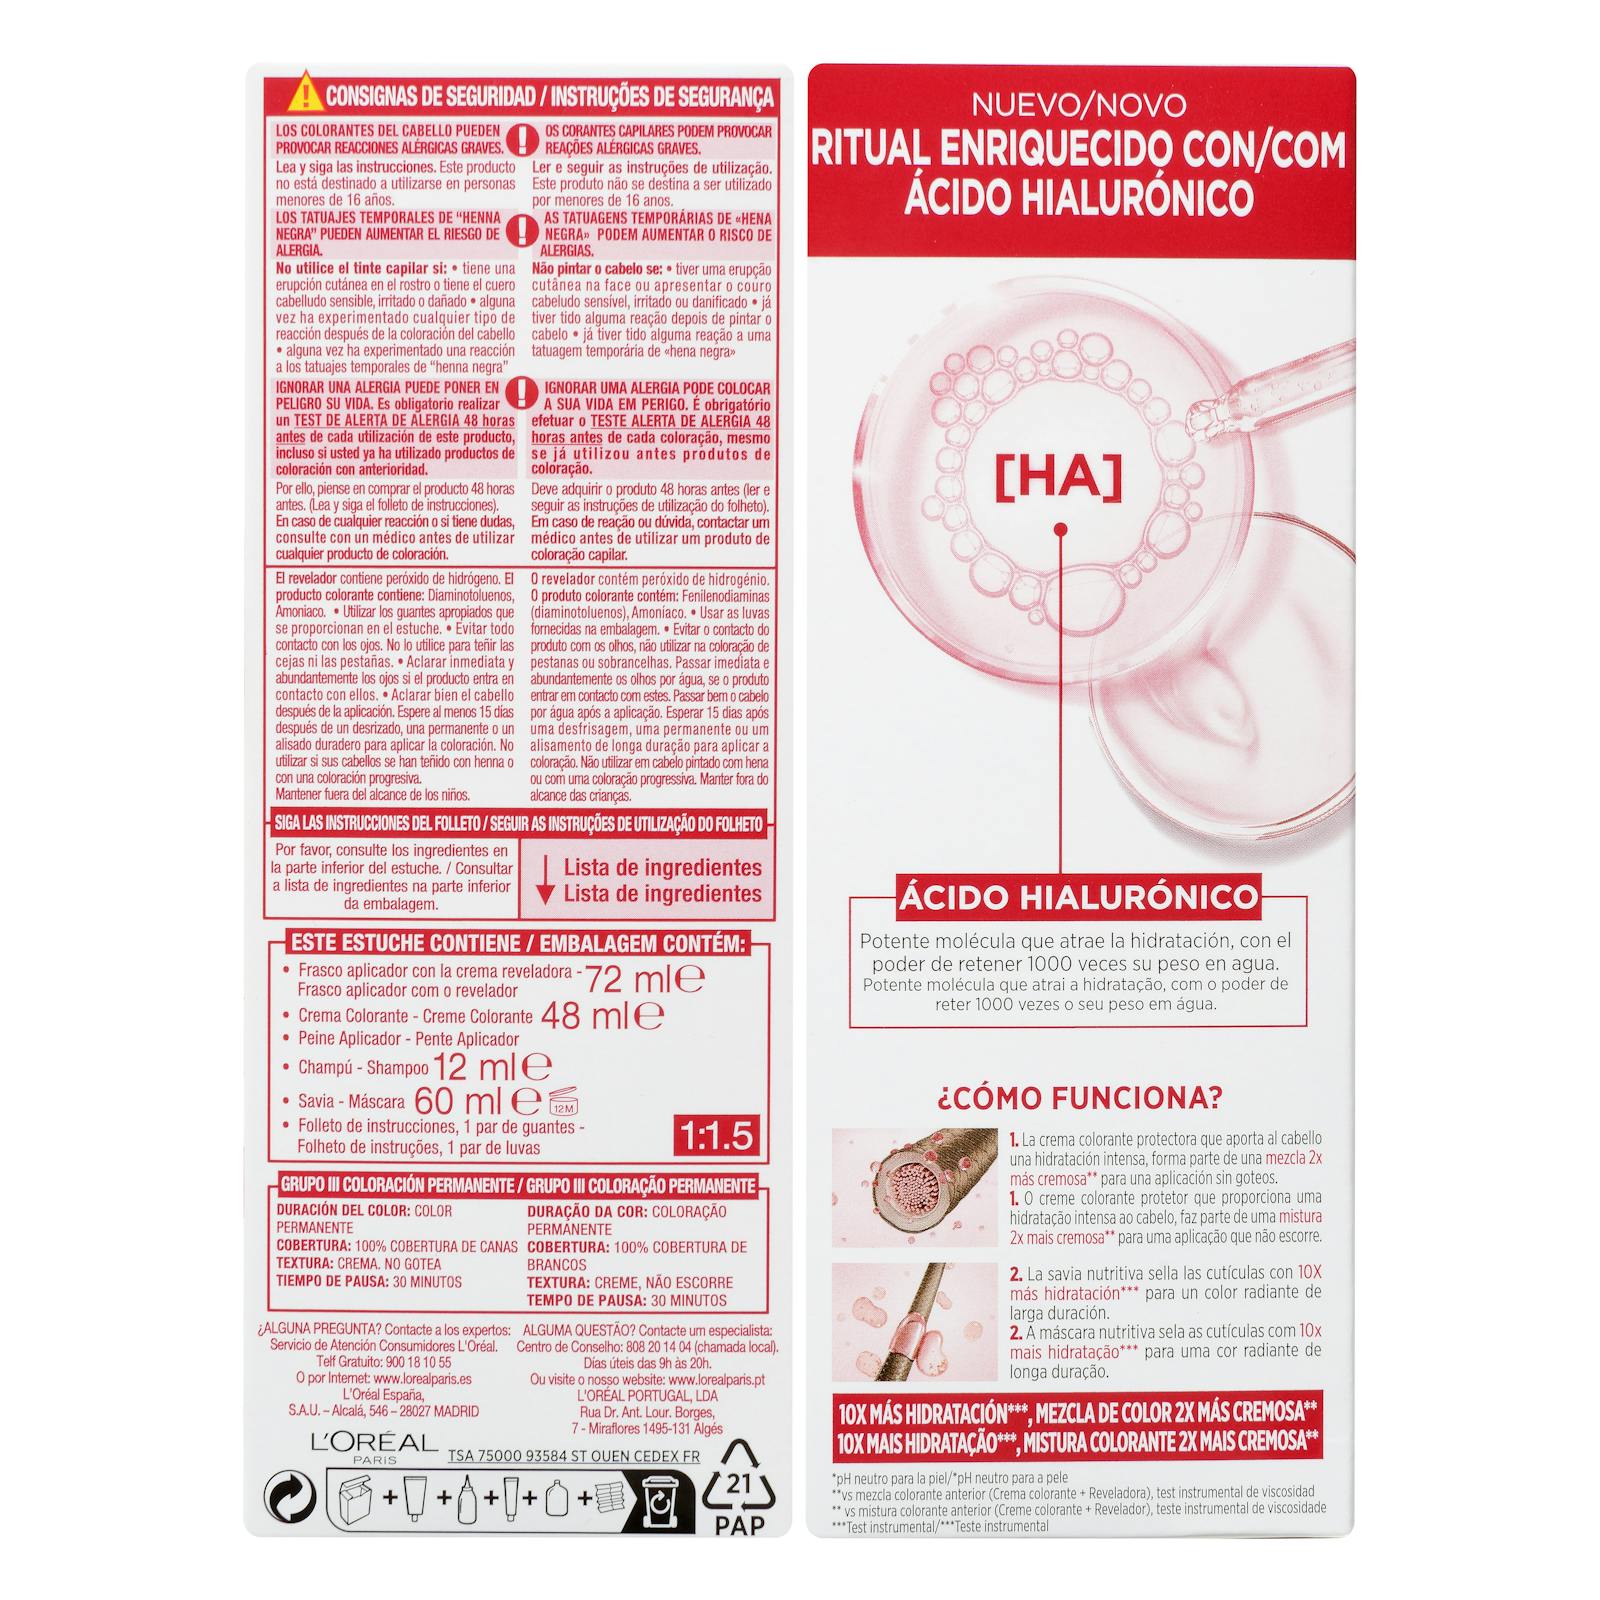 CONSIGNAS DE SEGURIDAD / INSTRUÇÕES DE SEGURANÇA
LOS COLORANTES DEL CABELLO PUEDEN
PROVOCAR REACCIONES ALÉRGICAS GRAVES.
Lea y siga las instrucciones. Este producto
no está destinado a utilizarse en personas
menores de 16 años.
LOS TATUAJES TEMPORALES DE “HENNA
NEGRA” PUEDEN AUMENTAR EL RIESGO DE
ALERGIA.
No utilice el tinte capilar si: • tiene una
erupción cutánea en el rostro o tiene el cuero
cabelludo sensible, irritado o dañado • alguna
vez ha experimentado cualquier tipo de
reacción después de la coloración del cabello
• alguna vez ha experimentado una reacción
a los tatuajes temporales de “henna negra”
IGNORAR UNA ALERGIA PUEDE PONER EN
PELIGRO SU VIDA. Es obligatorio realizar
un TEST DE ALERTA DE ALERGIA 48 horas
antes de cada utilización de este producto,
incluso si usted ya ha utilizado productos de
coloración con anterioridad.
Por ello, piense en comprar el producto 48 horas
antes. (Lea y siga el folleto de instrucciones).
En caso de cualquier reacción o si tiene dudas,
consulte con un médico antes de utilizar
cualquier producto de coloración.
El revelador contiene peróxido de hidrógeno. El
producto colorante contiene: Diaminotoluenos,
Amoniaco. • Utilizar los guantes apropiados que
se proporcionan en el estuche. • Evitar todo
contacto con los ojos. No lo utilice para teñir las
cejas ni las pestañas. • Aclarar inmediata y
abundantemente los ojos si el producto entra en
contacto con ellos. • Aclarar bien el cabello
después de la aplicación. Espere al menos 15 días
después de un desrizado, una permanente o un
alisado duradero para aplicar la coloración. No
utilizar si sus cabellos se han teñido con henna o
con una coloración progresiva.
Mantener fuera del alcance de los niños.
OS CORANTES CAPILARES PODEM PROVOCAR
REAÇÕES ALÉRGICAS GRAVES.
Ler e seguir as instruções de utilização.
Este produto não se destina a ser utilizado
por menores de 16 anos.
AS TATUAGENS TEMPORÁRIAS DE «HENA
NEGRA» PODEM AUMENTAR O RISCO DE
ALERGIAS.
Não pintar o cabelo se: • tiver uma erupção
cutânea na face ou apresentar o couro
cabeludo sensível, irritado ou danificado • já
tiver tido alguma reação depois de pintar o
cabelo • já tiver tido alguma reação a uma
tatuagem temporária de «hena negra»
IGNORAR UMA ALERGIA PODE COLOCAR
A SUA VIDA EM PERIGO. É obrigatório
efetuar o TESTE ALERTA DE ALERGIA 48
horas antes de cada coloração, mesmo
se já utilizou antes produtos de
coloração.
Deve adquirir o produto 48 horas antes (ler e
seguir as instruções de utilização do folheto).
Em caso de reação ou dúvida, contactar um
médico antes de utilizar um produto de
coloração capilar.
O revelador contém peróxido de hidrogénio.
O produto colorante contém: Fenilenodiaminas
(diaminotoluenos), Amoníaco. • Usar as luvas
fornecidas na embalagem. • Evitar o contacto do
produto com os olhos, não utilizar na coloração de
pestanas ou sobrancelhas. Passar imediata e
abundantemente os olhos por água, se o produto
entrar em contacto com estes. Passar bem o cabelo
por água após a aplicação. Esperar 15 dias após
uma desfrisagem, uma permanente ou um
alisamento de longa duração para aplicar a
coloração. Não utilizar em cabelo pintado com hena
ou com uma coloração progressiva. Manter fora do
alcance das crianças.
SIGA LAS INSTRUCCIONES DEL FOLLETO / SEGUIR AS INSTRUÇÕES DE UTILIZAÇÃO DO FOLHETO
Por favor, consulte los ingredientes en
la parte inferior del estuche. / Consultar
a lista de ingredientes na parte inferior
da embalagem.
Lista de ingredientes
Lista de ingredientes
ESTE ESTUCHE CONTIENE / EMBALAGEM CONTÉM:
• Frasco aplicador con la crema reveladora - 72 ml℮
Frasco aplicador com o revelador
• Crema Colorante - Creme Colorante 48 ml℮
• Peine Aplicador - Pente Aplicador
• Champú - Shampoo 12 ml℮
• Savia - Máscara 60 ml℮ 12M
• Folleto de instrucciones, 1 par de guantes -
Folheto de instruções, 1 par de luvas
1:1.5
GRUPO III COLORACIÓN PERMANENTE / GRUPO III COLORAÇÃO PERMANENTE
DURACIÓN DEL COLOR: COLOR
PERMANENTE
COBERTURA: 100% COBERTURA DE CANAS
TEXTURA: CREMA. NO GOTEA
TIEMPO DE PAUSA: 30 MINUTOS
DURAÇÃO DA COR: COLORAÇÃO
PERMANENTE
COBERTURA: 100% COBERTURA DE
BRANCOS
TEXTURA: CREME, NÃO ESCORRE
TEMPO DE PAUSA: 30 MINUTOS
¿ALGUNA PREGUNTA? Contacte a los expertos:
Servicio de Atención Consumidores L'Oréal.
Telf Gratuito: 900 18 10 55
O por Internet: www.lorealparis.es
L'Oréal España,
S.A.U. – Alcalá, 546 – 28027 MADRID
ALGUMA QUESTÃO? Contacte um especialista:
Centro de Conselho: 808 20 14 04 (chamada local).
Dias úteis das 9h às 20h.
Ou visite o nosso website: www.lorealparis.pt
L'ORÉAL PORTUGAL, LDA
Rua Dr. Ant. Lour. Borges,
7 - Miraflores 1495-131 Algés
L'ORÉAL
PARIS
TSA 75000 93584 ST OUEN CEDEX FR
+ + + + +
21
PAP
NUEVO/NOVO
RITUAL ENRIQUECIDO CON/COM
ÁCIDO HIALURÓNICO
[HA]
ÁCIDO HIALURÓNICO
Potente molécula que atrae la hidratación, con el
poder de retener 1000 veces su peso en agua.
Potente molécula que atrai a hidratação, com o poder de
reter 1000 vezes o seu peso em água.
¿CÓMO FUNCIONA?
1. La crema colorante protectora que aporta al cabello
una hidratación intensa, forma parte de una mezcla 2x
más cremosa** para una aplicación sin goteos.
1. O creme colorante protetor que proporciona uma
hidratação intensa ao cabelo, faz parte de uma mistura
2x mais cremosa** para uma aplicação que não escorre.
2. La savia nutritiva sella las cutículas con 10X
más hidratación*** para un color radiante de
larga duración.
2. A máscara nutritiva sela as cutículas com 10x
mais hidratação*** para uma cor radiante de
longa duração.
10X MÁS HIDRATACIÓN***, MEZCLA DE COLOR 2X MÁS CREMOSA**
10X MAIS HIDRATAÇÃO***, MISTURA COLORANTE 2X MAIS CREMOSA**
*pH neutro para la piel/*pH neutro para a pele
**vs mezcla colorante anterior (Crema colorante + Reveladora), test instrumental de viscosidad
** vs mistura colorante anterior (Creme colorante + Revelador), teste instrumental de viscosidade
***Test instrumental/***Teste instrumental